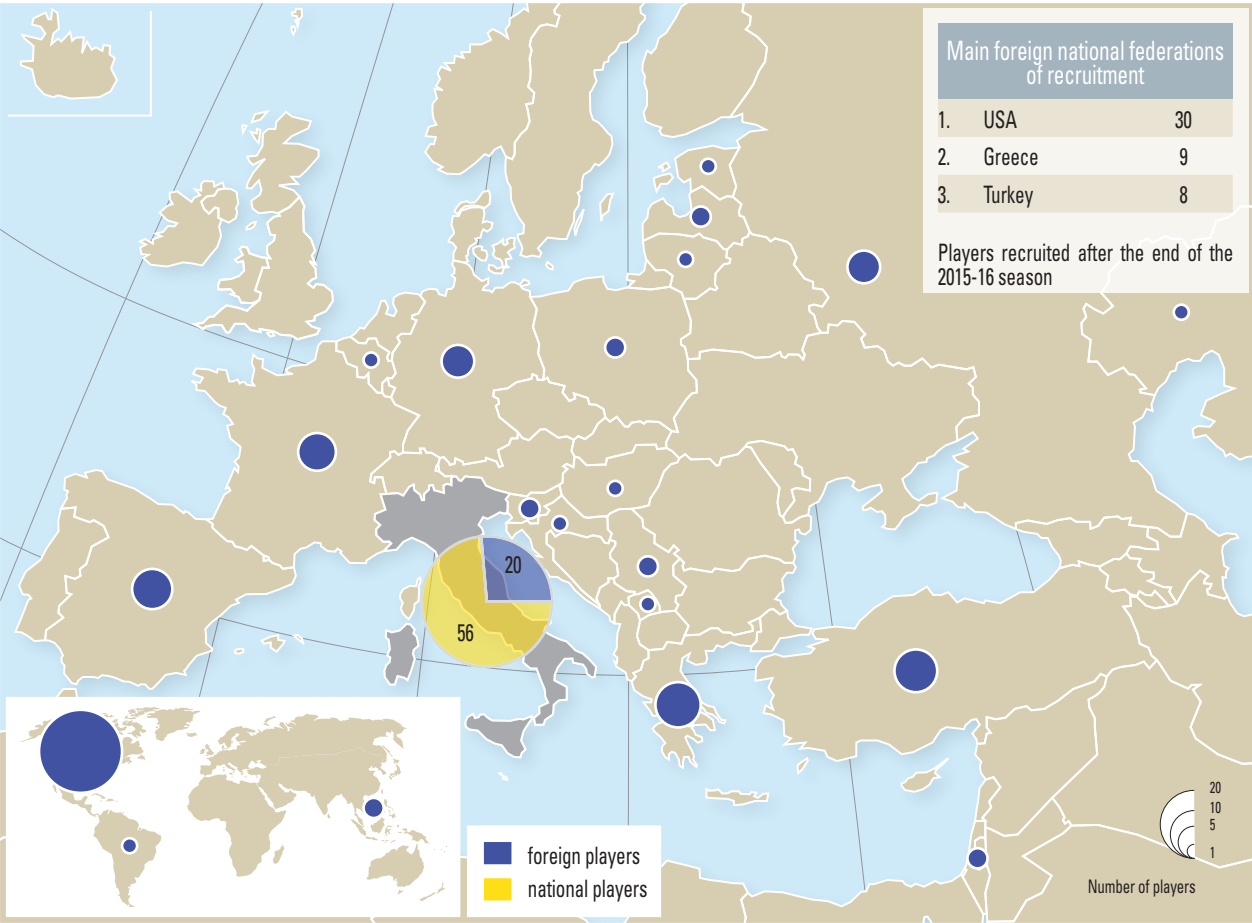 Main foreign national federations
of recruitment
1. USA 30
2. Greece 9
3. Turkey 8
Players recruited after the end of the
2015-16 season
20
56
foreign players
national players
20
10
5
1
Number of players